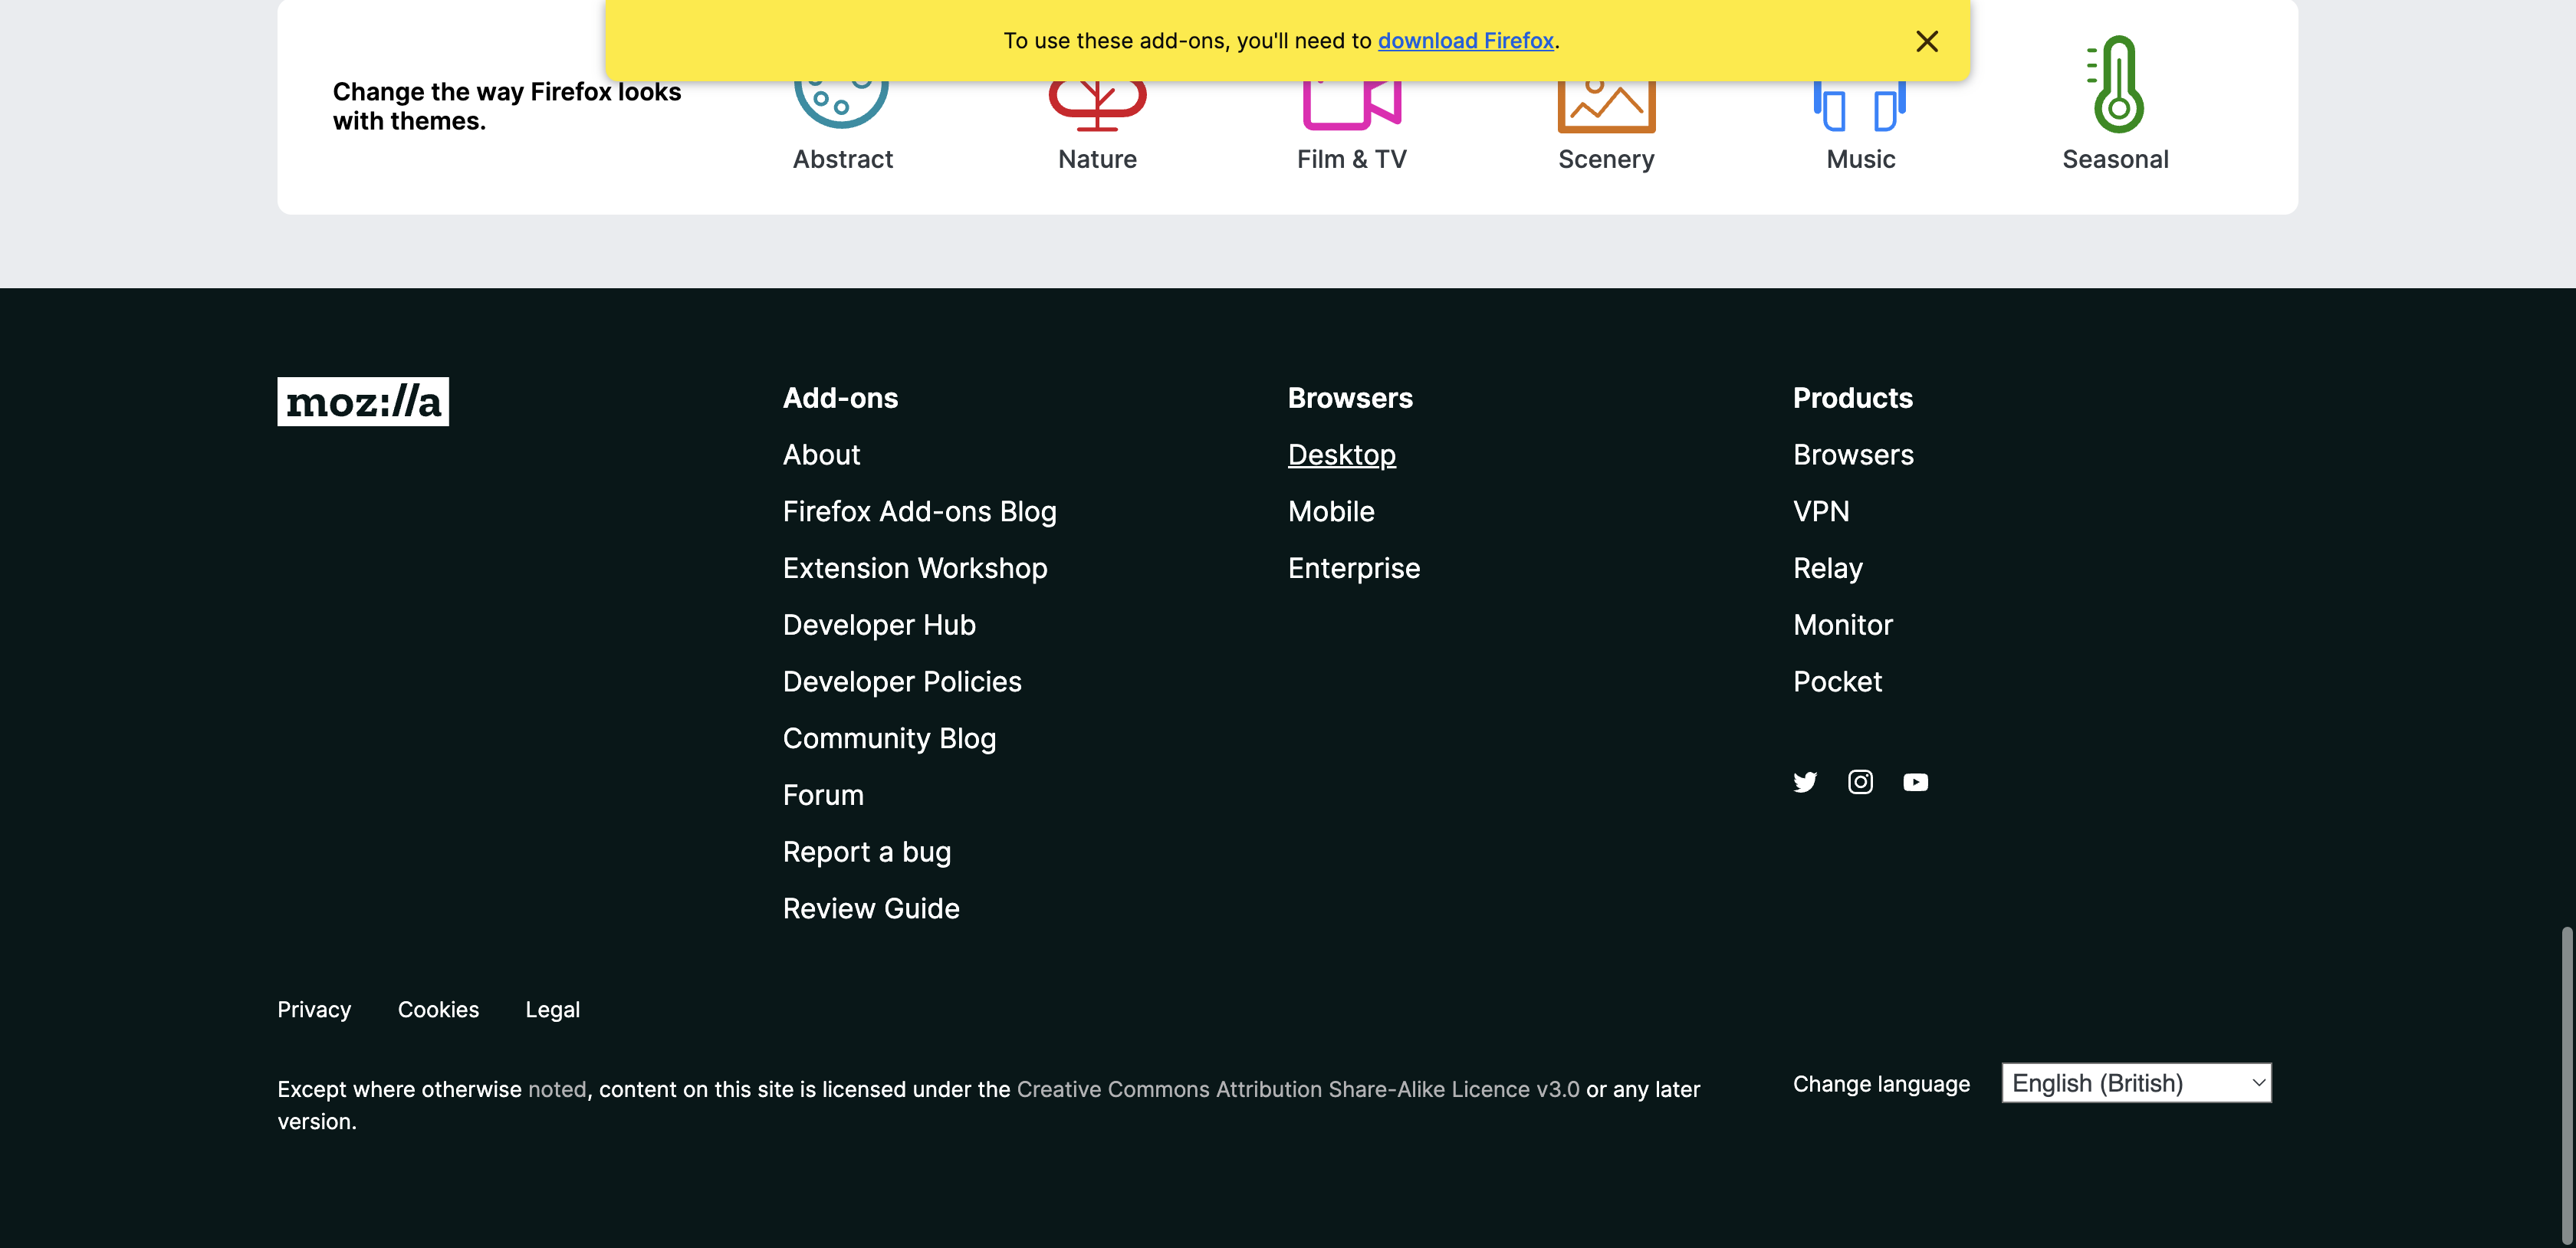 To use these add-ons, you'll need to download Firefox.
Change the way Firefox looks
with themes.
Abstract
Nature
Film & TV
Scenery
Music
Seasonal
moz://a
Add-ons
About
Firefox Add-ons Blog
Extension Workshop
Developer Hub
Developer Policies
Community Blog
Forum
Report a bug
Review Guide
Browsers
Desktop
Mobile
Enterprise
Products
Browsers
VPN
Relay
Monitor
Pocket
Privacy Cookies Legal
Except where otherwise noted, content on this site is licensed under the Creative Commons Attribution Share-Alike Licence v3.0 or any later
version.
Change language English (British)